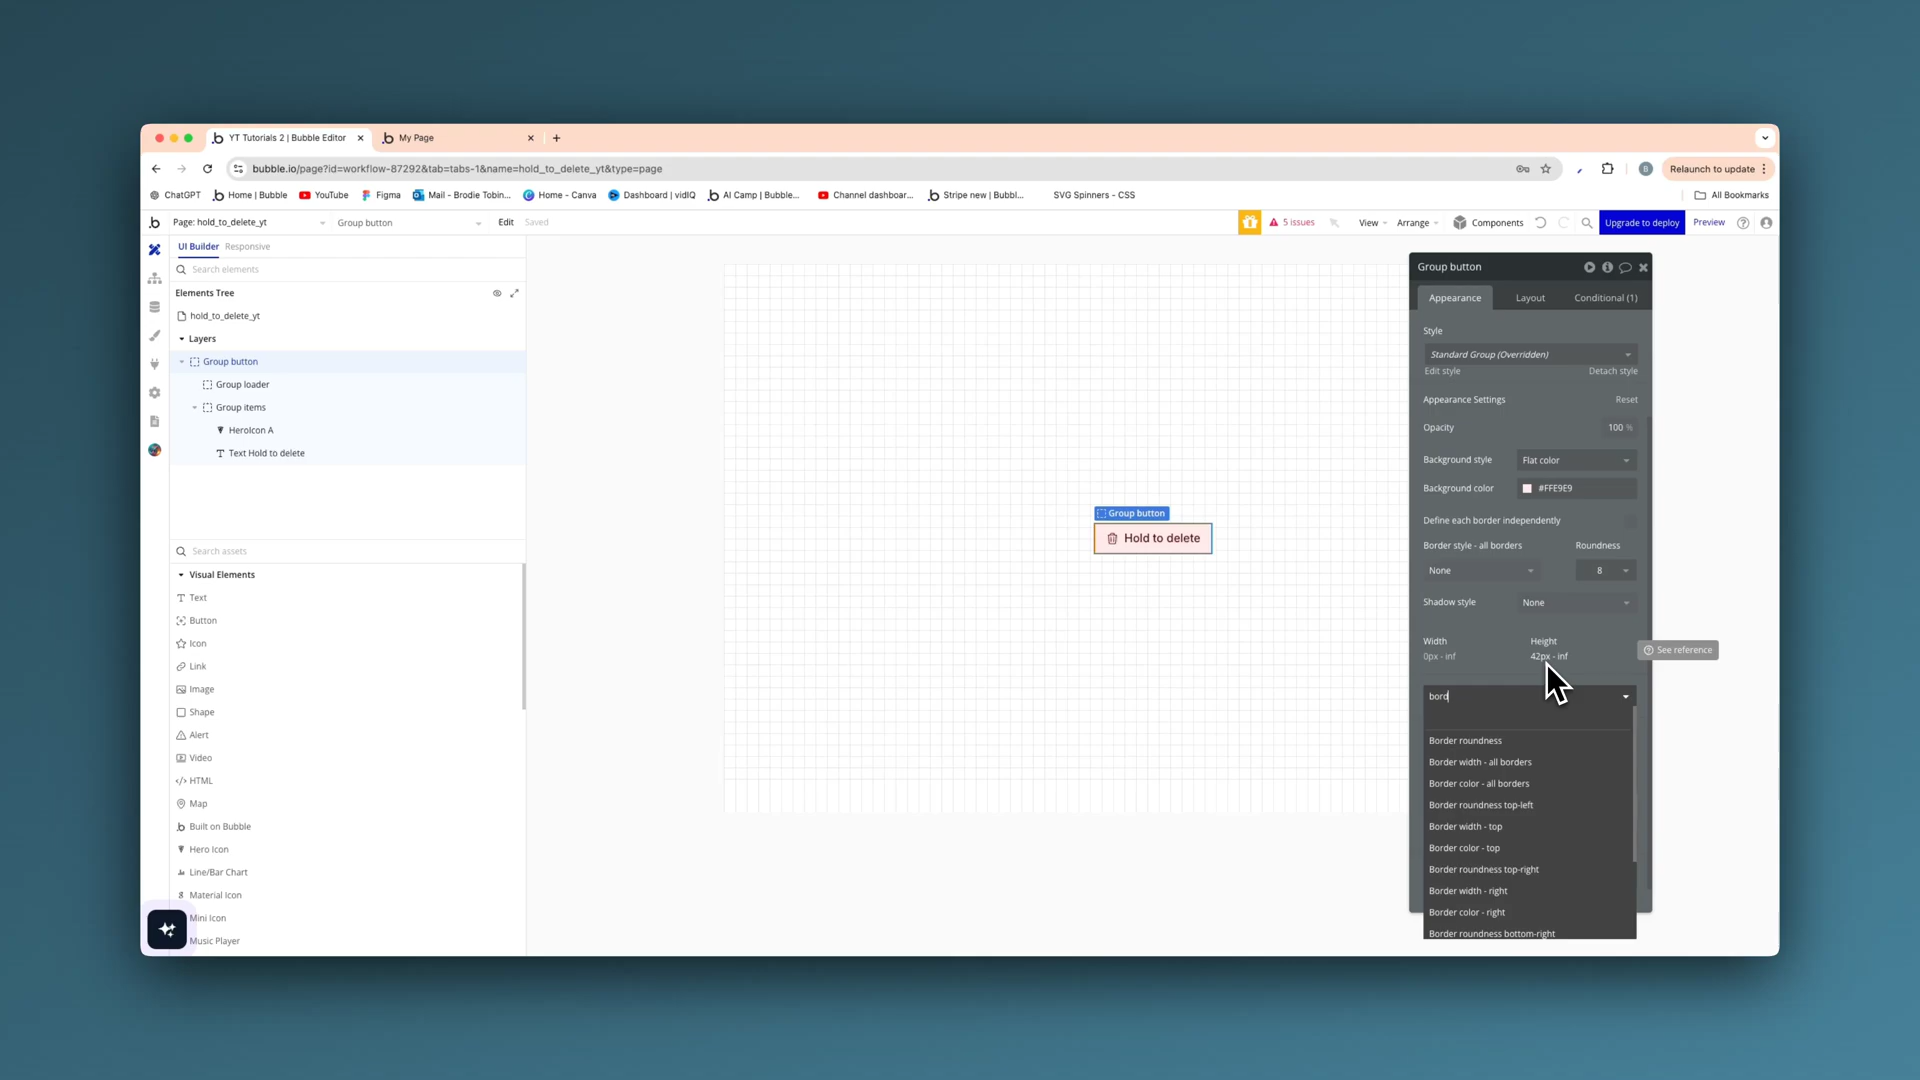 YT Tutorials 2 | Bubble Editor
My Page
bubble.io/page?id=workflow-87292&tab=tabs-1&name=hold_to_delete_yt&type=page
B
Relaunch to update
ChatGPT
Home | Bubble
YouTube
Figma
Mail - Brodie Tobin...
Home - Canva
Dashboard | vidIQ
AI Camp | Bubble...
Channel dashboar...
Stripe new | Bubbl...
SVG Spinners - CSS
All Bookmarks
Page: hold_to_delete_yt
Group button
Edit
Saved
5 issues
View
Arrange
Components
Upgrade to deploy
Preview
UI Builder
Responsive
Search elements
Elements Tree
hold_to_delete_yt
Layers
Group button
Group loader
Group items
HeroIcon A
Text Hold to delete
Search assets
Visual Elements
Text
Button
Icon
Link
Image
Shape
Alert
Video
HTML
Map
Built on Bubble
Hero Icon
Line/Bar Chart
Material Icon
Mini Icon
Music Player
Group button
Hold to delete
Group button
Appearance
Layout
Conditional (1)
Style
Standard Group (Overridden)
Edit style
Detach style
Appearance Settings
Reset
Opacity
100 %
Background style
Flat color
Background color
#FFE9E9
Define each border independently
Border style - all borders
Roundness
None
8
Shadow style
None
Width
Height
0px - inf
42px - inf
See reference
bord
Border roundness
Border width - all borders
Border color - all borders
Border roundness top-left
Border width - top
Border color - top
Border roundness top-right
Border width - right
Border color - right
Border roundness bottom-right